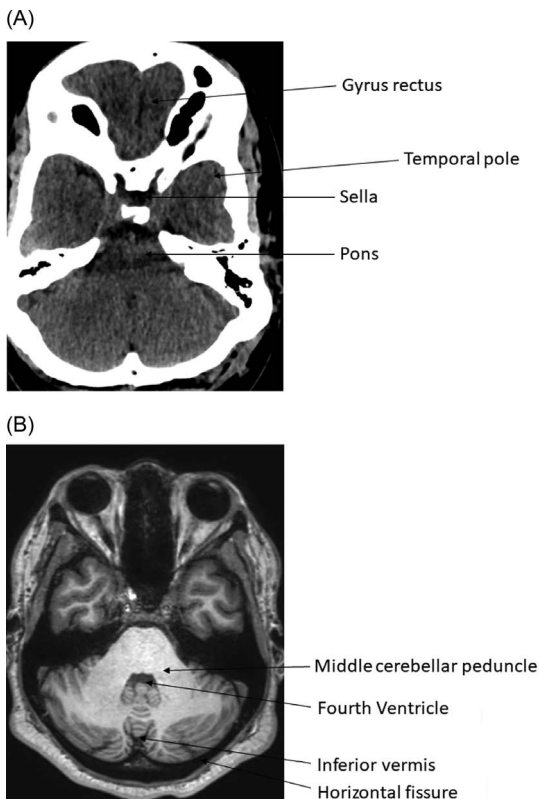 (A)
Gyrus rectus
Temporal pole
Sella
Pons
(B)
Middle cerebellar peduncle
Fourth Ventricle
Inferior vermis
Horizontal fissure